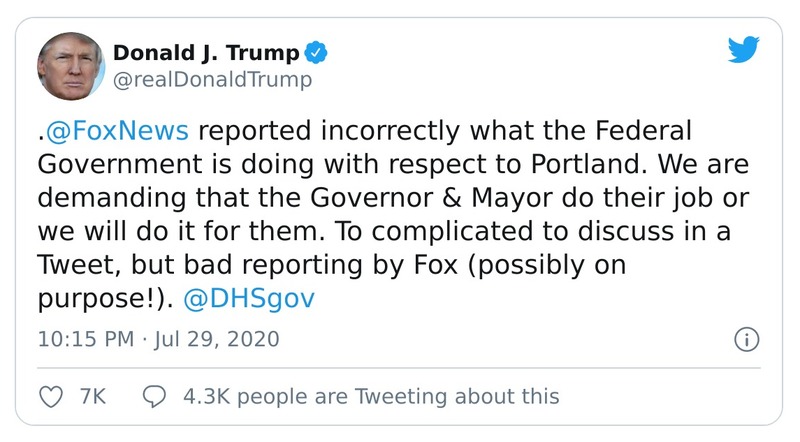 Donald J. Trump
@realDonaldTrump
.@FoxNews reported incorrectly what the Federal
Government is doing with respect to Portland. We are
demanding that the Governor & Mayor do their job or
we will do it for them. To complicated to discuss in a
Tweet, but bad reporting by Fox (possibly on
purpose!). @DHSgov
10:15 PM · Jul 29, 2020
7K 4.3K people are Tweeting about this